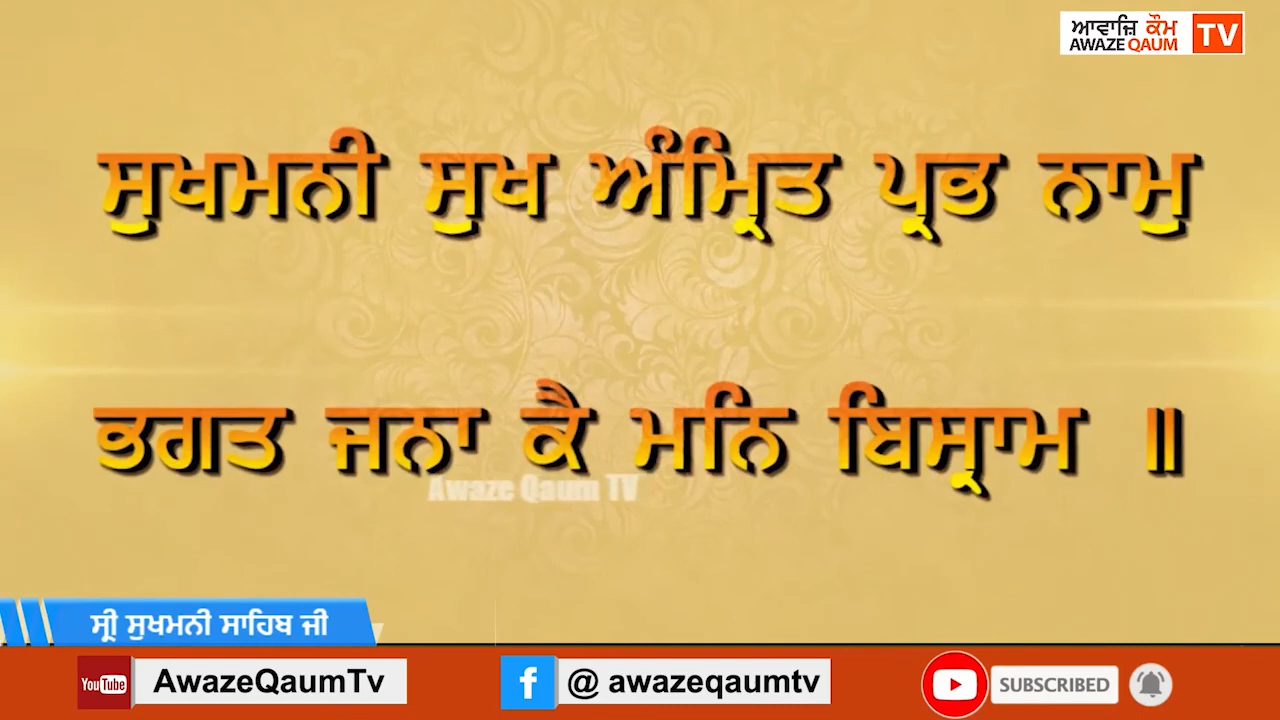 ਆਵਾਜ਼ਿ ਕੌਮ
AWAZE QAUM TV
ਸੁਖਮਨੀ ਸੁਖ ਅੰਮ੍ਰਿਤ ਪ੍ਰਭ ਨਾਮੁ
ਭਗਤ ਜਨਾ ਕੈ ਮਨਿ ਬਿਸ੍ਰਾਮ ॥
Awaze Qaum TV
ਸ੍ਰੀ ਸੁਖਮਨੀ ਸਾਹਿਬ ਜੀ
YouTube AwazeQaumTv f @ awazeqaumtv SUBSCRIBED